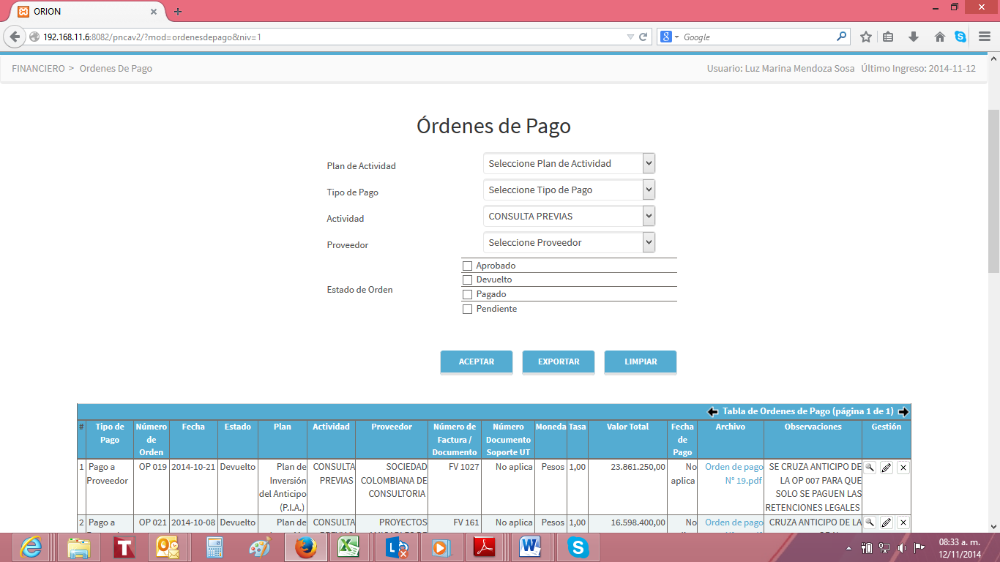 ORION
192.168.11.6:8082/pncav2/?mod=ordenesdepago&niv=1
Google
FINANCIERO > Ordenes De Pago
Usuario: Luz Marina Mendoza Sosa Último Ingreso: 2014-11-12
Órdenes de Pago
Plan de Actividad
Seleccione Plan de Actividad
Tipo de Pago
Seleccione Tipo de Pago
Actividad
CONSULTA PREVIAS
Proveedor
Seleccione Proveedor
Estado de Orden
Aprobado
Devuelto
Pagado
Pendiente
ACEPTAR EXPORTAR LIMPIAR
Tabla de Ordenes de Pago (página 1 de 1)
# Tipo de Pago Número de Orden Fecha Estado Plan Actividad Proveedor Número de Factura / Documento Número Documento Soporte UT Moneda Tasa Valor Total Fecha de Pago Archivo Observaciones Gestión
1 Pago a Proveedor OP 019 2014-10-21 Devuelto Plan de Inversión del Anticipo (P.I.A.) CONSULTA PREVIAS SOCIEDAD COLOMBIANA DE CONSULTORIA FV 1027 No aplica Pesos 1,00 23.861.250,00 No aplica Orden de pago N° 19.pdf SE CRUZA ANTICIPO DE LA OP 007 PARA QUE SOLO SE PAGUEN LAS RETENCIONES LEGALES
2 Pago a OP 021 2014-10-08 Devuelto Plan de CONSULTA PROYECTOS FV 161 No aplica Pesos 1,00 16.598.400,00 No Orden de pago CRUZA ANTICIPO DE LA
08:33 a. m.
12/11/2014